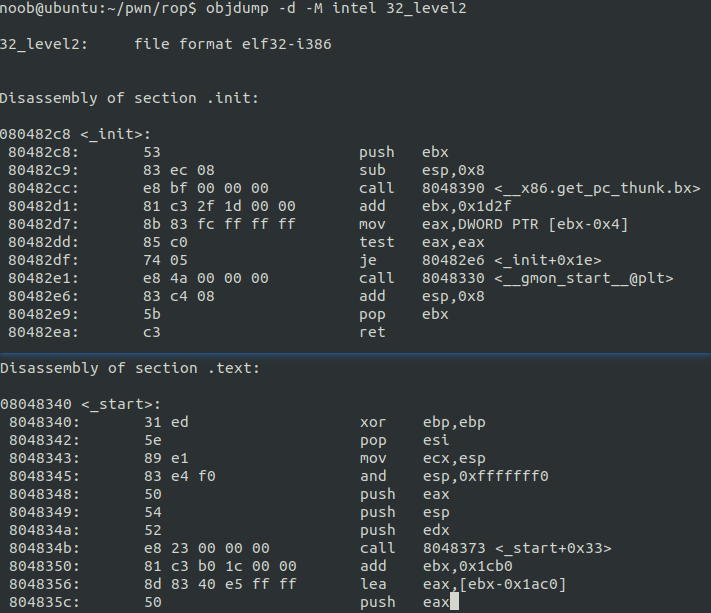 noob@ubuntu:~/pwn/rop$ objdump -d -M intel 32_level2
32_level2:     file format elf32-i386
Disassembly of section .init:
080482c8 <_init>:
 80482c8:	53	push   ebx
 80482c9:	83 ec 08	sub    esp,0x8
 80482cc:	e8 bf 00 00 00	call   8048390 <__x86.get_pc_thunk.bx>
 80482d1:	81 c3 2f 1d 00 00	add    ebx,0x1d2f
 80482d7:	8b 83 fc ff ff ff	mov    eax,DWORD PTR [ebx-0x4]
 80482dd:	85 c0	test   eax,eax
 80482df:	74 05	je     80482e6 <_init+0x1e>
 80482e1:	e8 4a 00 00 00	call   8048330 <__gmon_start__@plt>
 80482e6:	83 c4 08	add    esp,0x8
 80482e9:	5b	pop    ebx
 80482ea:	c3	ret
Disassembly of section .text:
08048340 <_start>:
 8048340:	31 ed	xor    ebp,ebp
 8048342:	5e	pop    esi
 8048343:	89 e1	mov    ecx,esp
 8048345:	83 e4 f0	and    esp,0xfffffff0
 8048348:	50	push   eax
 8048349:	54	push   esp
 804834a:	52	push   edx
 804834b:	e8 23 00 00 00	call   8048373 <_start+0x33>
 8048350:	81 c3 b0 1c 00 00	add    ebx,0x1cb0
 8048356:	8d 83 40 e5 ff ff	lea    eax,[ebx-0x1ac0]
 804835c:	50	push   eax